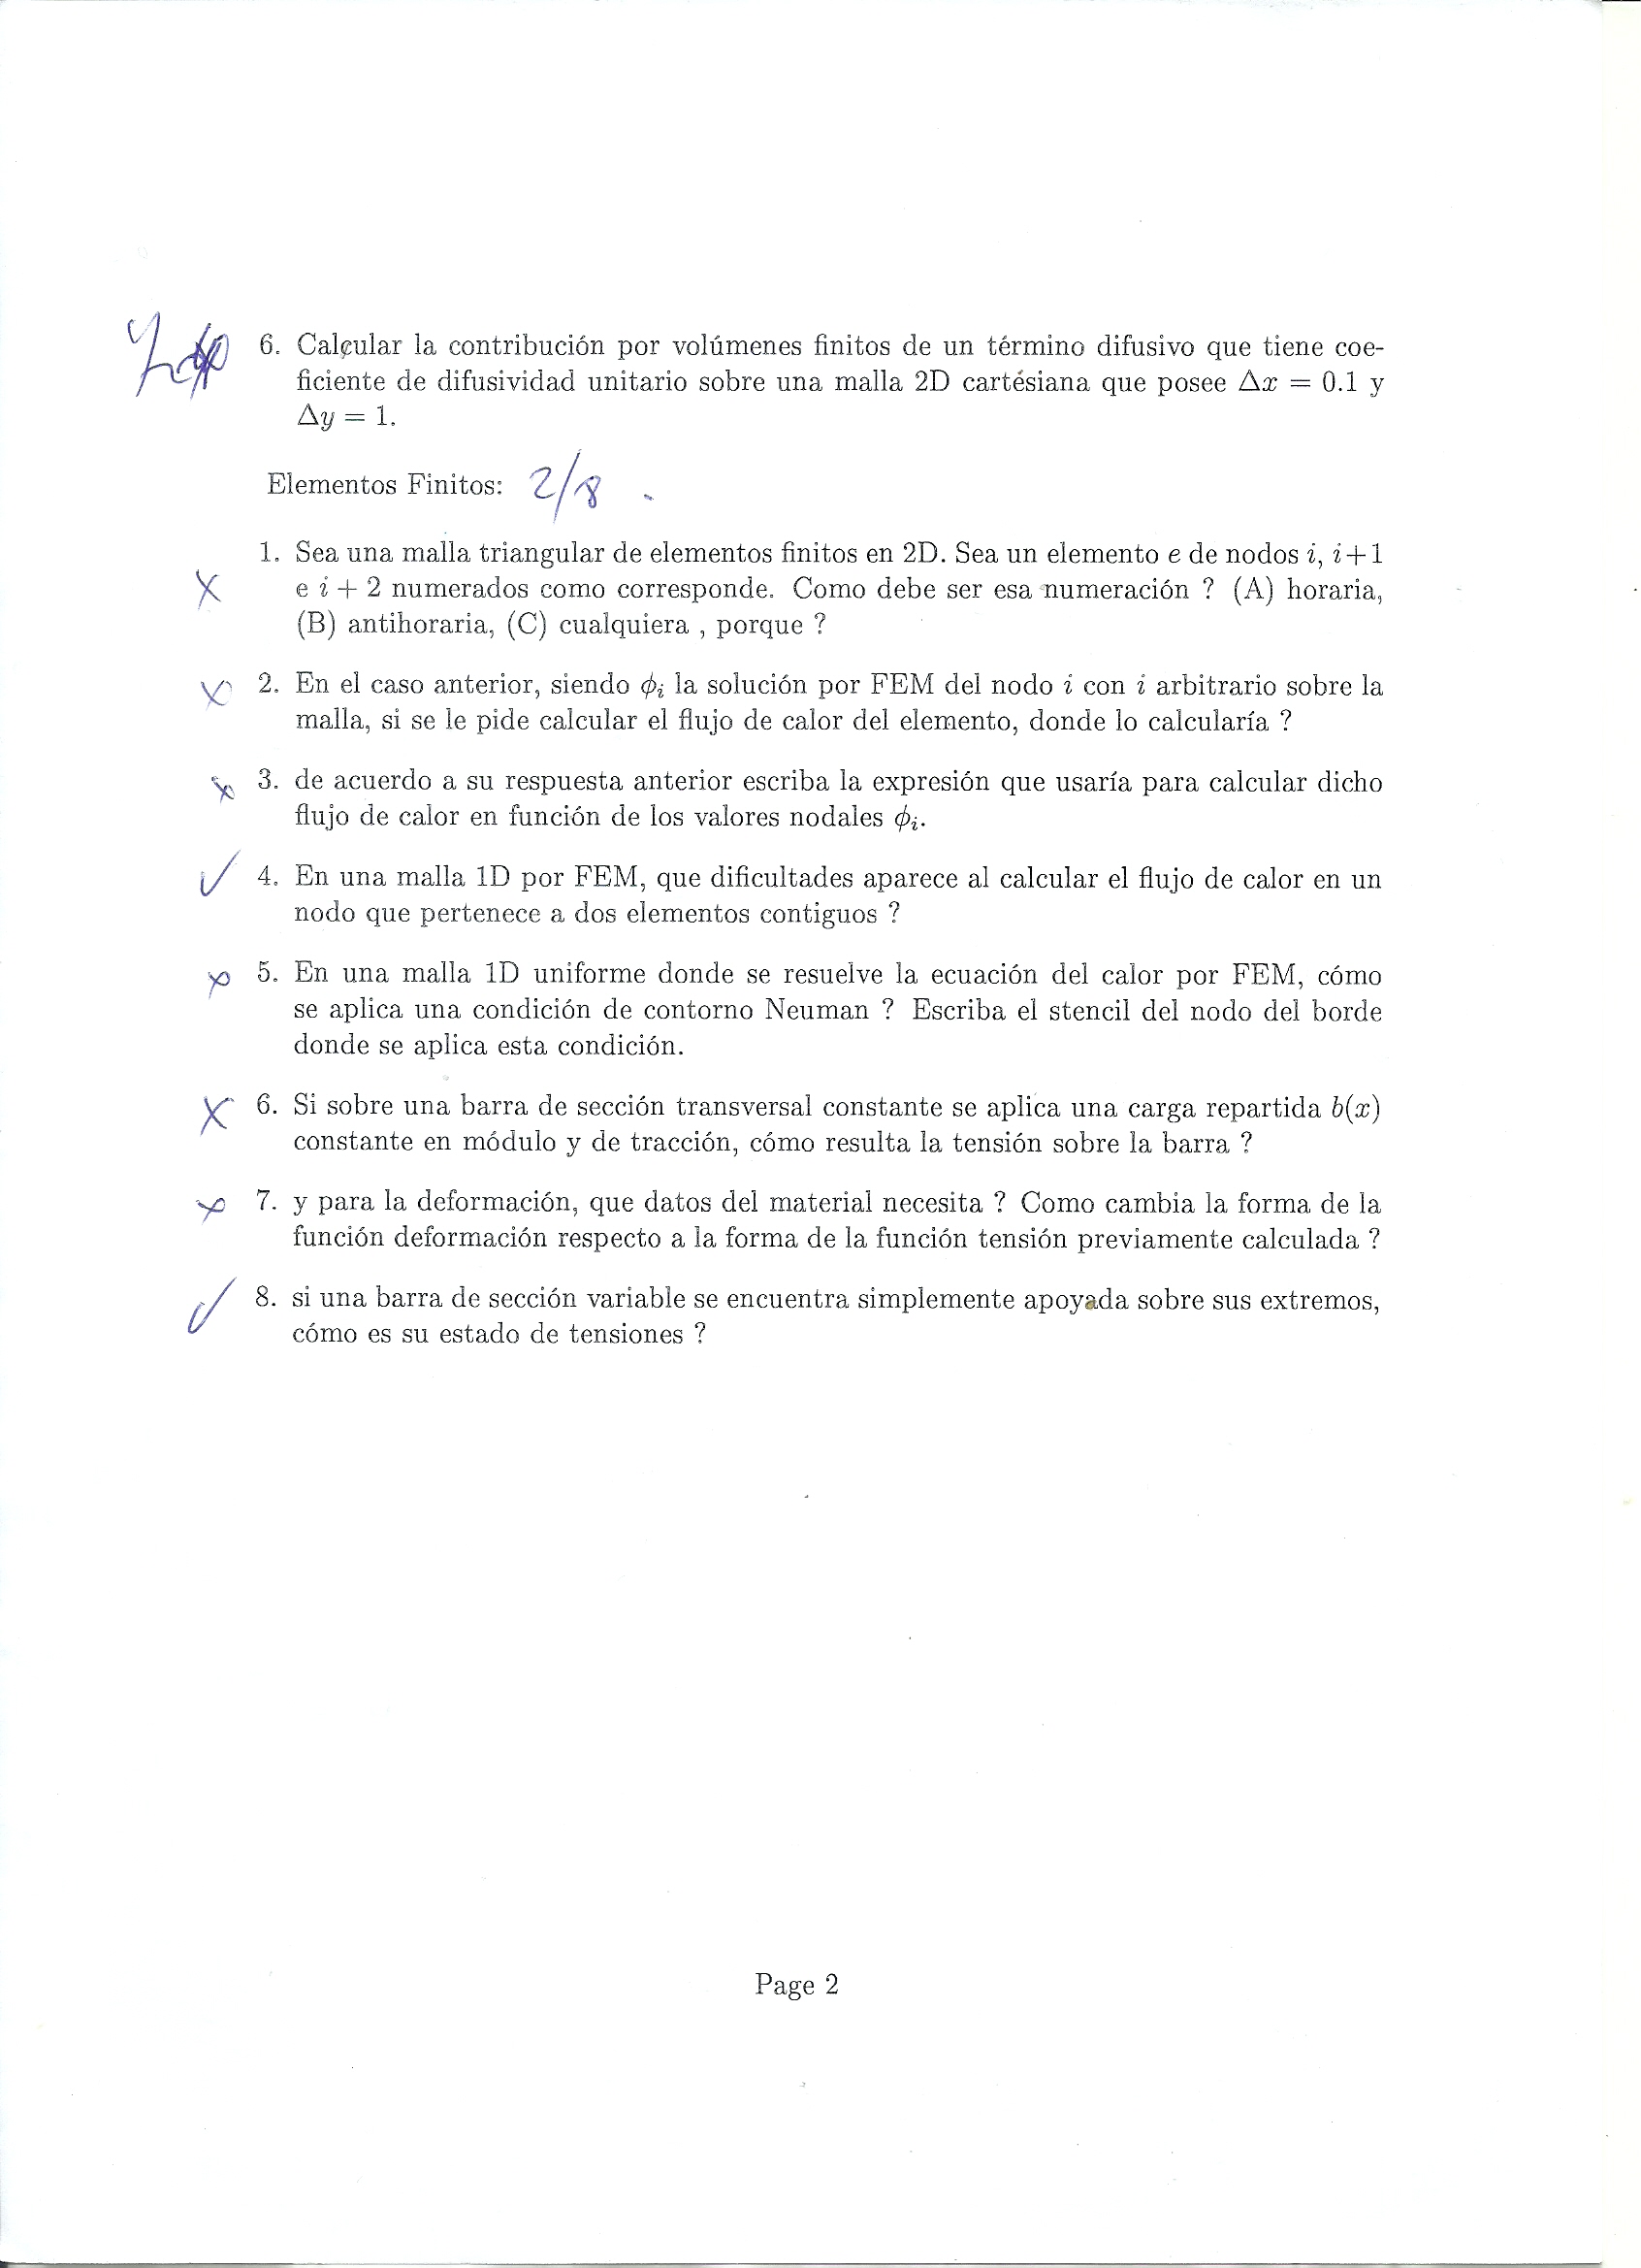 6. Calcular la contribución por volúmenes finitos de un término difusivo que tiene coe-
ficiente de difusividad unitario sobre una malla 2D cartésiana que posee Δx = 0.1 y
Δy = 1.
Elementos Finitos: 2/8
1. Sea una malla triangular de elementos finitos en 2D. Sea un elemento e de nodos i, i+1
e i + 2 numerados como corresponde. Como debe ser esa numeración ? (A) horaria,
(B) antihoraria, (C) cualquiera , porque ?
2. En el caso anterior, siendo ϕi la solución por FEM del nodo i con i arbitrario sobre la
malla, si se le pide calcular el flujo de calor del elemento, donde lo calcularía ?
3. de acuerdo a su respuesta anterior escriba la expresión que usaría para calcular dicho
flujo de calor en función de los valores nodales ϕi.
4. En una malla 1D por FEM, que dificultades aparece al calcular el flujo de calor en un
nodo que pertenece a dos elementos contiguos ?
5. En una malla 1D uniforme donde se resuelve la ecuación del calor por FEM, cómo
se aplica una condición de contorno Neuman ? Escriba el stencil del nodo del borde
donde se aplica esta condición.
6. Si sobre una barra de sección transversal constante se aplica una carga repartida b(x)
constante en módulo y de tracción, cómo resulta la tensión sobre la barra ?
7. y para la deformación, que datos del material necesita ? Como cambia la forma de la
función deformación respecto a la forma de la función tensión previamente calculada ?
8. si una barra de sección variable se encuentra simplemente apoyada sobre sus extremos,
cómo es su estado de tensiones ?
Page 2